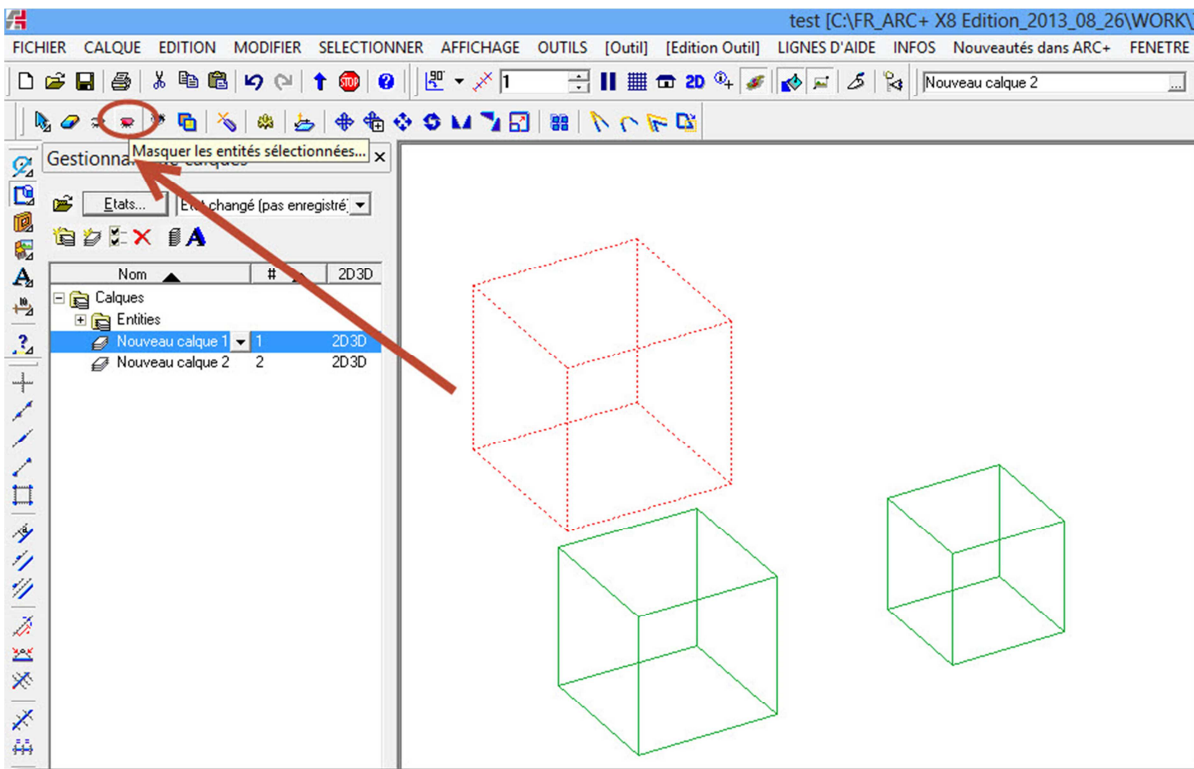 test [C:\FR_ARC+ X8 Edition_2013_08_26\WORK\
FICHIER CALQUE EDITION MODIFIER SELECTIONNER AFFICHAGE OUTILS [Outil] [Edition Outil] LIGNES D'AIDE INFOS Nouveautés dans ARC+ FENETRE
90° 1 2D Nouveau calque 2 ...
Masquer les entités sélectionnées...
Etats... changé (pas enregistré)
Nom # 2D3D
Calques
Entities
Nouveau calque 1 1 2D3D
Nouveau calque 2 2 2D3D